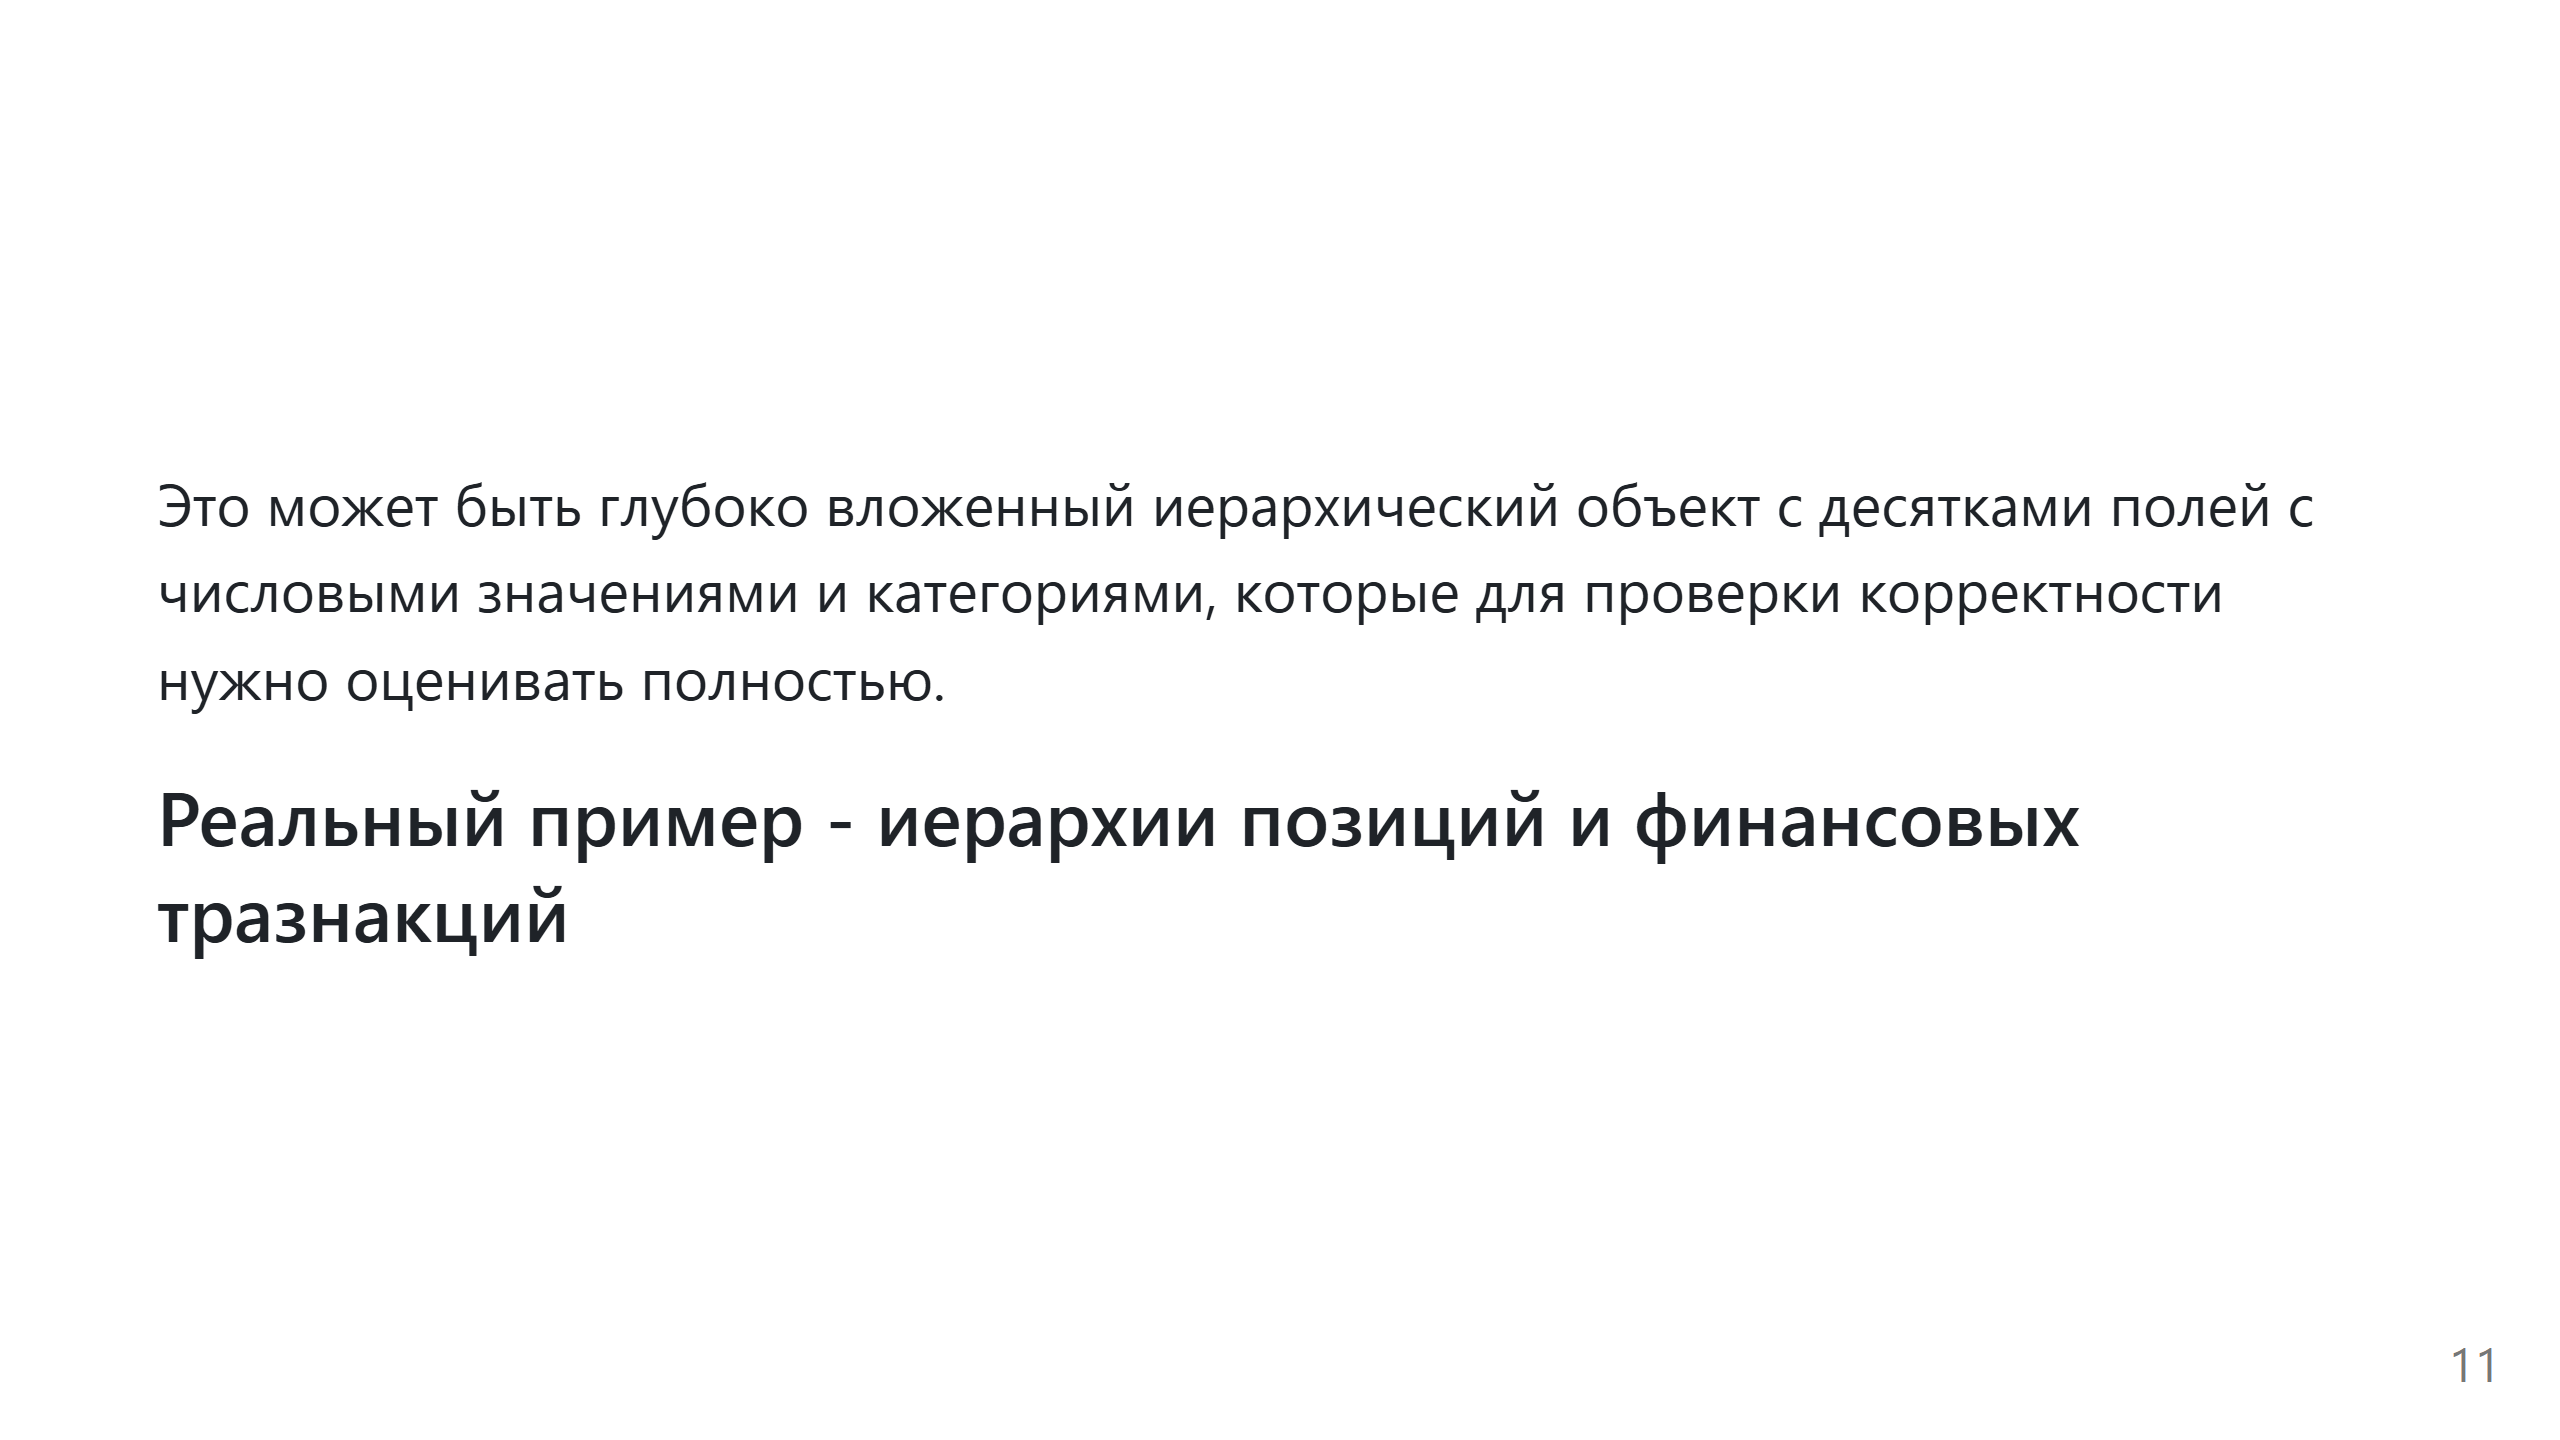 Это может быть глубоко вложенный иерархический объект с десятками полей с
числовыми значениями и категориями, которые для проверки корректности
нужно оценивать полностью.
Реальный пример - иерархии позиций и финансовых
тразнакций
11